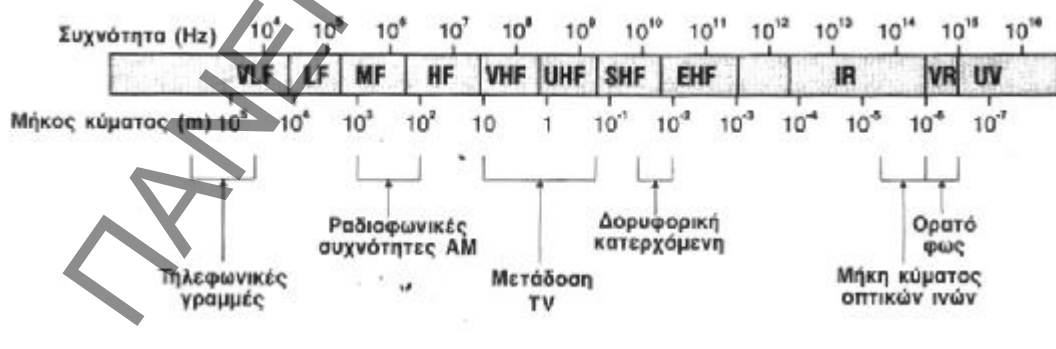 Συχνότητα (Hz) 10⁴ 10⁵ 10⁶ 10⁷ 10⁸ 10⁹ 10¹⁰ 10¹¹ 10¹² 10¹³ 10¹⁴ 10¹⁵ 10¹⁶
VLF LF MF HF VHF UHF SHF EHF IR VR UV
Μήκος κύματος (m) 10⁵ 10⁴ 10³ 10² 10 1 10⁻¹ 10⁻² 10⁻³ 10⁻⁴ 10⁻⁵ 10⁻⁶ 10⁻⁷
Τηλεφωνικές
γραμμές
Ραδιοφωνικές
συχνότητες AM
Μετάδοση
TV
Δορυφορική
κατερχόμενη
Μήκη κύματος
οπτικών ινών
Ορατό
φως
ΠΑΝΕ